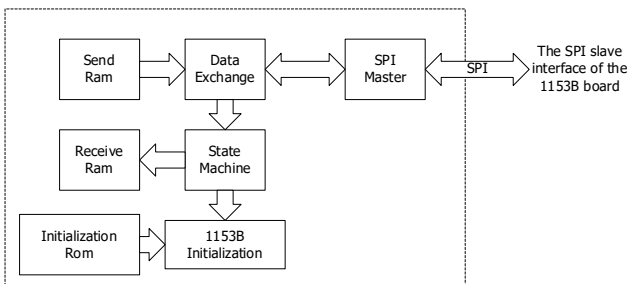 Send
Ram
Data
Exchange
SPI
Master
SPI
The SPI slave
interface of the
1153B board
Receive
Ram
State
Machine
Initialization
Rom
1153B
Initialization